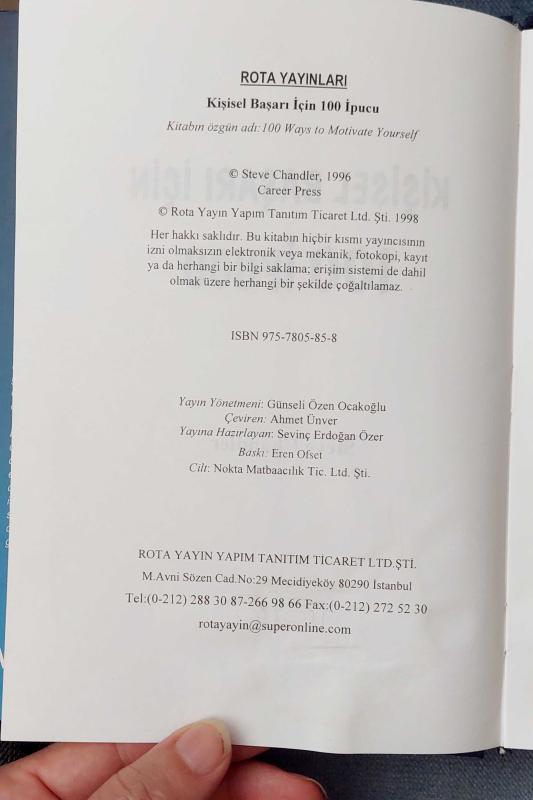 ROTA YAYINLARI
Kişisel Başarı İçin 100 İpucu
Kitabın özgün adı: 100 Ways to Motivate Yourself
© Steve Chandler, 1996
Career Press
© Rota Yayın Yapım Tanıtım Ticaret Ltd. Şti. 1998
Her hakkı saklıdır. Bu kitabın hiçbir kısmı yayıncısının
izni olmaksızın elektronik veya mekanik, fotokopi, kayıt
ya da herhangi bir bilgi saklama; erişim sistemi de dahil
olmak üzere herhangi bir şekilde çoğaltılamaz.
ISBN 975-7805-85-8
Yayın Yönetmeni: Günseli Özen Ocakoğlu
Çeviren: Ahmet Ünver
Yayına Hazırlayan: Sevinç Erdoğan Özer
Baskı: Eren Ofset
Cilt: Nokta Matbaacılık Tic. Ltd. Şti.
ROTA YAYIN YAPIM TANITIM TİCARET LTD.ŞTİ.
M.Avni Sözen Cad.No:29 Mecidiyeköy 80290 İstanbul
Tel:(0-212) 288 30 87-266 98 66 Fax:(0-212) 272 52 30
rotayayin@superonline.com